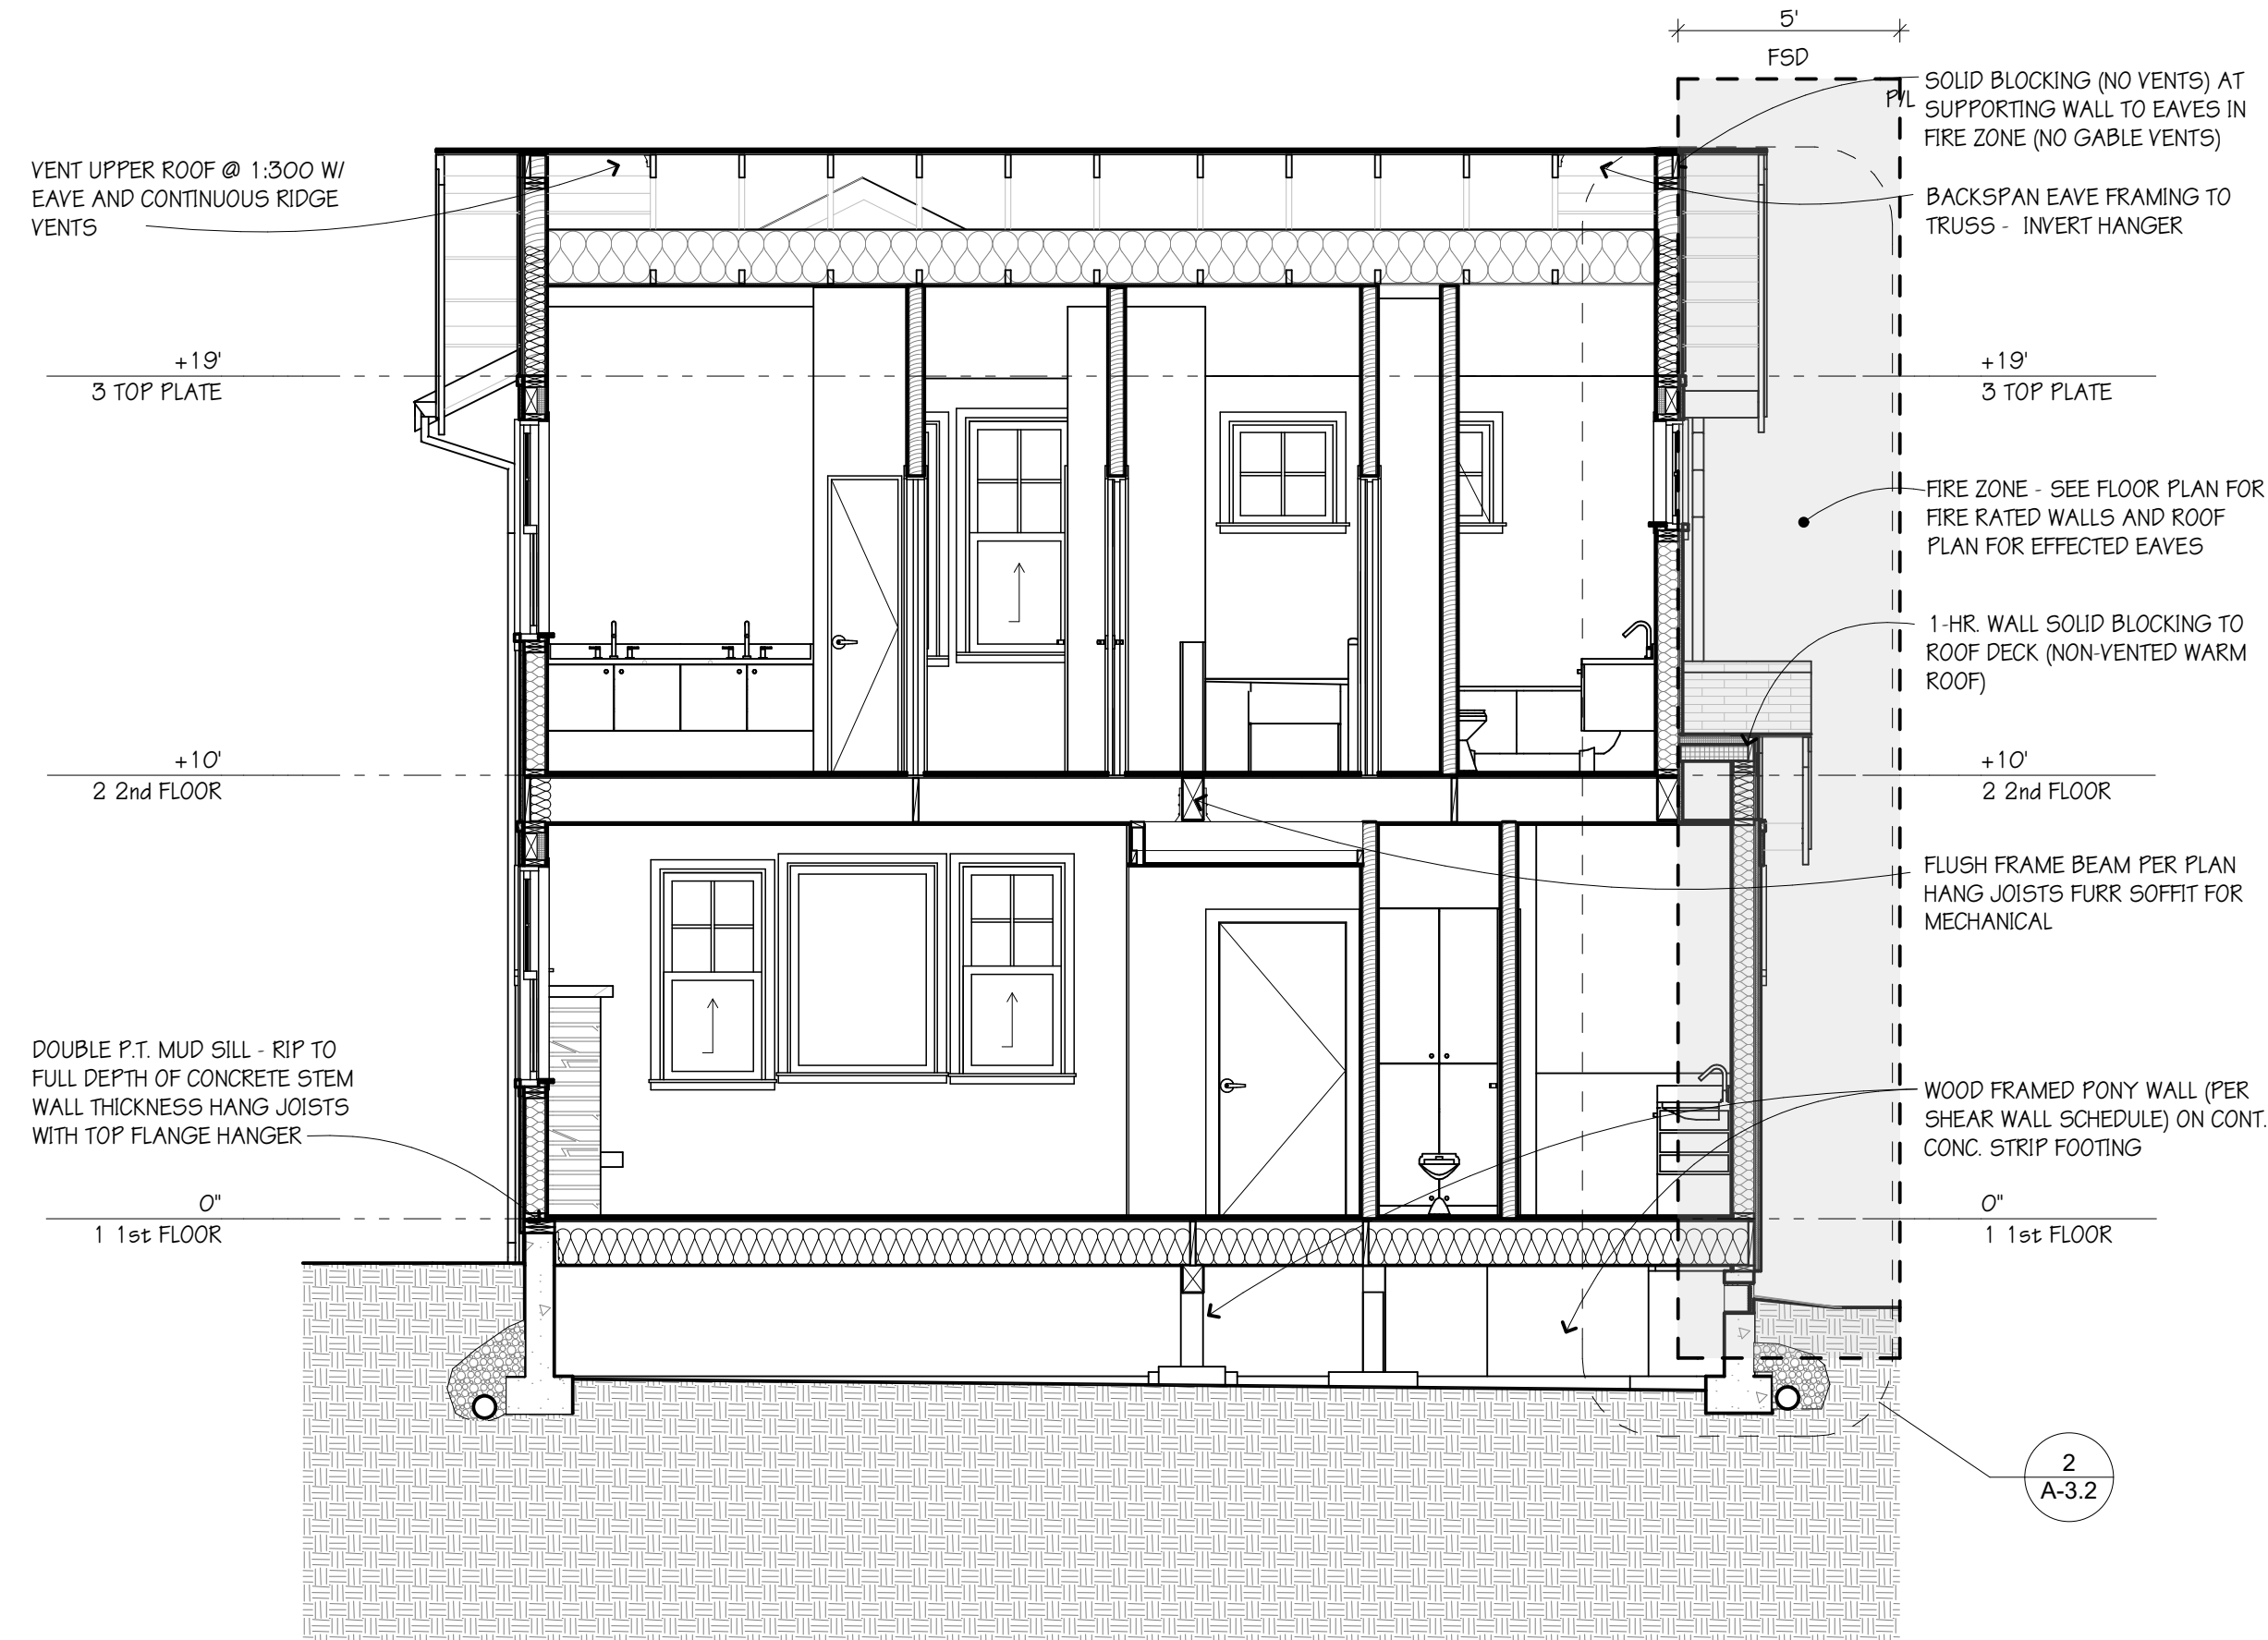 5'
FSD
P/L
SOLID BLOCKING (NO VENTS) AT
SUPPORTING WALL TO EAVES IN
FIRE ZONE (NO GABLE VENTS)
VENT UPPER ROOF @ 1:300 W/
EAVE AND CONTINUOUS RIDGE
VENTS
BACKSPAN EAVE FRAMING TO
TRUSS - INVERT HANGER
+19'
3 TOP PLATE
+19'
3 TOP PLATE
FIRE ZONE - SEE FLOOR PLAN FOR
FIRE RATED WALLS AND ROOF
PLAN FOR EFFECTED EAVES
1-HR. WALL SOLID BLOCKING TO
ROOF DECK (NON-VENTED WARM
ROOF)
+10'
2 2nd FLOOR
+10'
2 2nd FLOOR
FLUSH FRAME BEAM PER PLAN
HANG JOISTS FURR SOFFIT FOR
MECHANICAL
DOUBLE P.T. MUD SILL - RIP TO
FULL DEPTH OF CONCRETE STEM
WALL THICKNESS HANG JOISTS
WITH TOP FLANGE HANGER
WOOD FRAMED PONY WALL (PER
SHEAR WALL SCHEDULE) ON CONT.
CONC. STRIP FOOTING
0"
1 1st FLOOR
0"
1 1st FLOOR
2
A-3.2